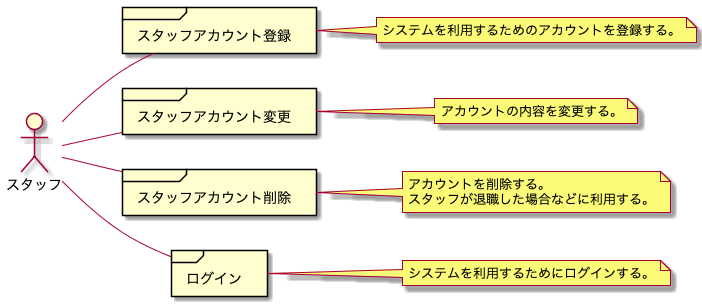 スタッフアカウント登録
システムを利用するためのアカウントを登録する。
スタッフアカウント変更
アカウントの内容を変更する。
スタッフ
スタッフアカウント削除
アカウントを削除する。
スタッフが退職した場合などに利用する。
ログイン
システムを利用するためにログインする。